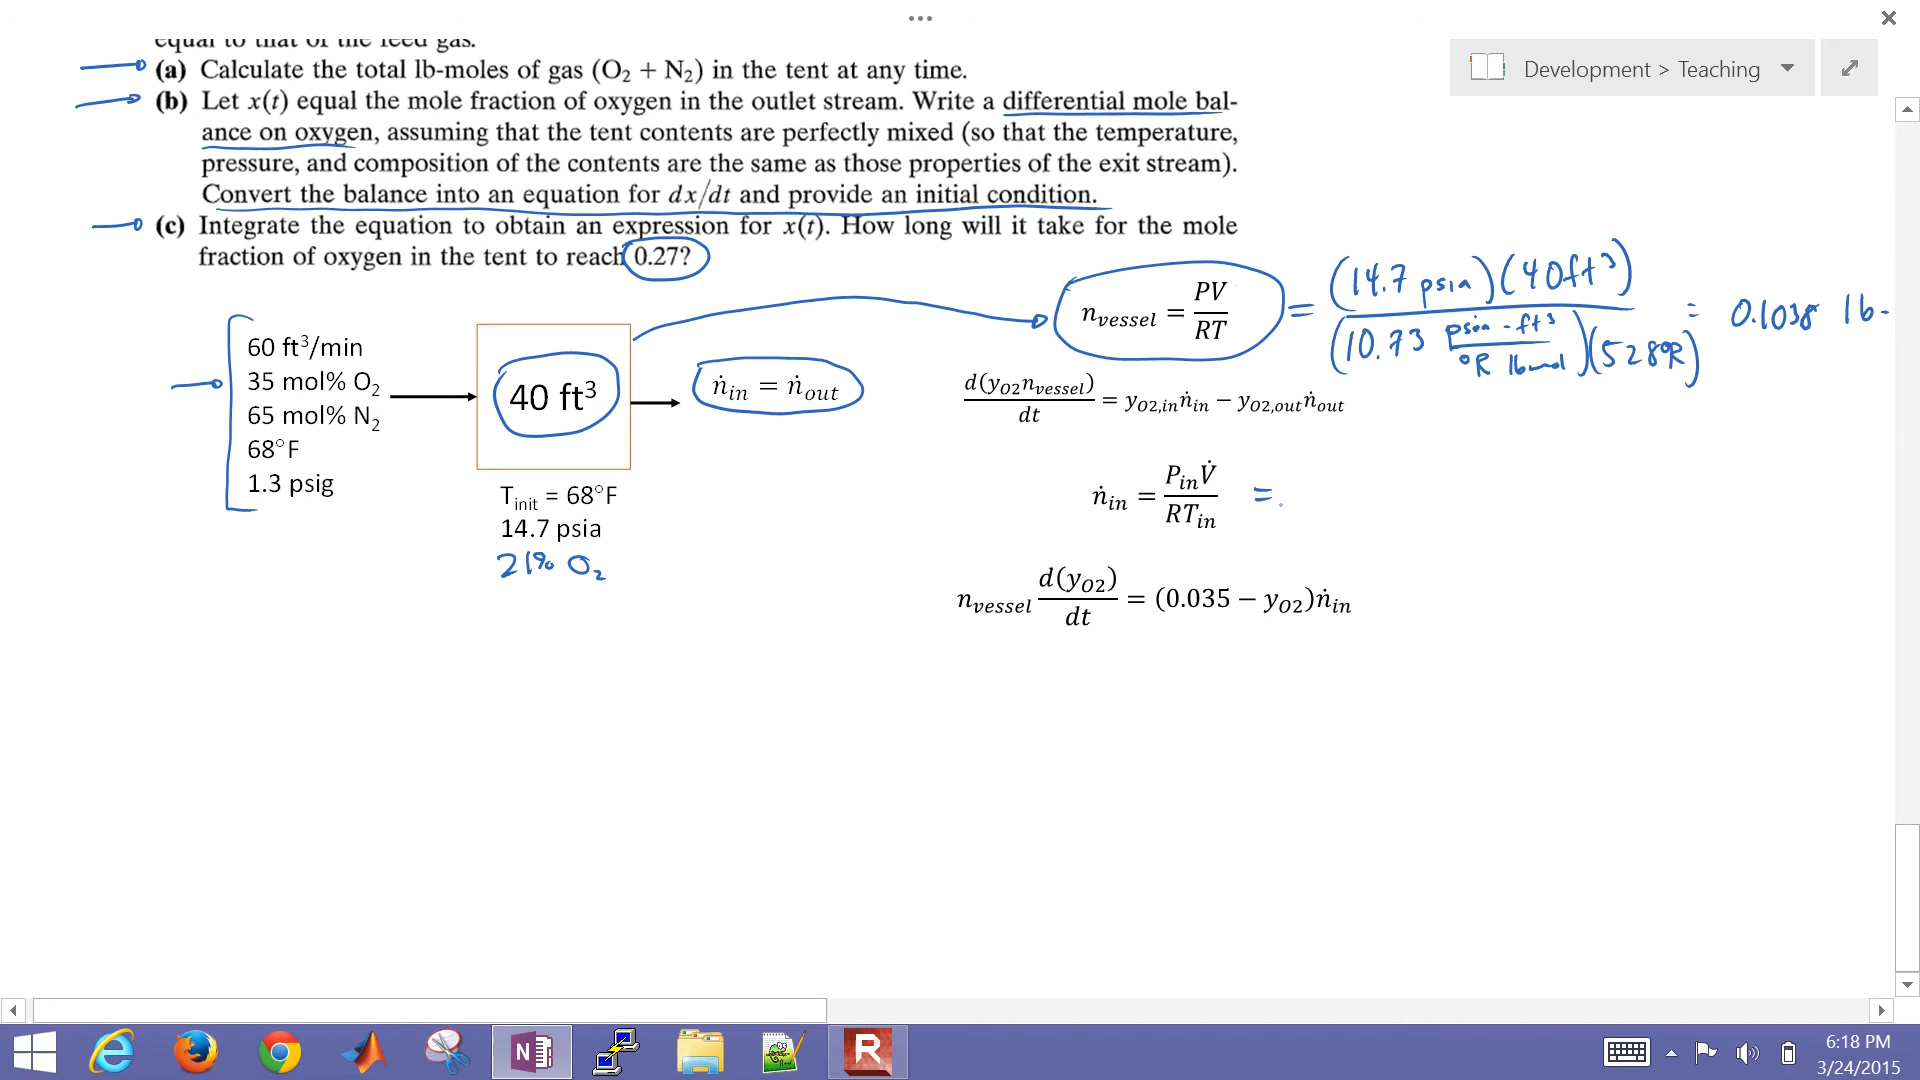 equal to that of the feed gas.
(a) Calculate the total lb-moles of gas (O₂ + N₂) in the tent at any time.
(b) Let x(t) equal the mole fraction of oxygen in the outlet stream. Write a differential mole bal-
ance on oxygen, assuming that the tent contents are perfectly mixed (so that the temperature,
pressure, and composition of the contents are the same as those properties of the exit stream).
Convert the balance into an equation for dx/dt and provide an initial condition.
(c) Integrate the equation to obtain an expression for x(t). How long will it take for the mole
fraction of oxygen in the tent to reach 0.27?
Development > Teaching
60 ft³/min
35 mol% O₂
65 mol% N₂
68°F
1.3 psig
40 ft³
T_init = 68°F
14.7 psia
21% O₂
ṅ_in = ṅ_out
n_vessel = PV/RT = (14.7 psia)(40ft³) / (10.73 psia-ft³/°R lbmol)(528°R) = 0.1038 lb-
d(y_O2 n_vessel)/dt = y_O2,in ṅ_in − y_O2,out ṅ_out
ṅ_in = P_in V̇ / RT_in =
n_vessel d(y_O2)/dt = (0.035 − y_O2)ṅ_in
6:18 PM
3/24/2015